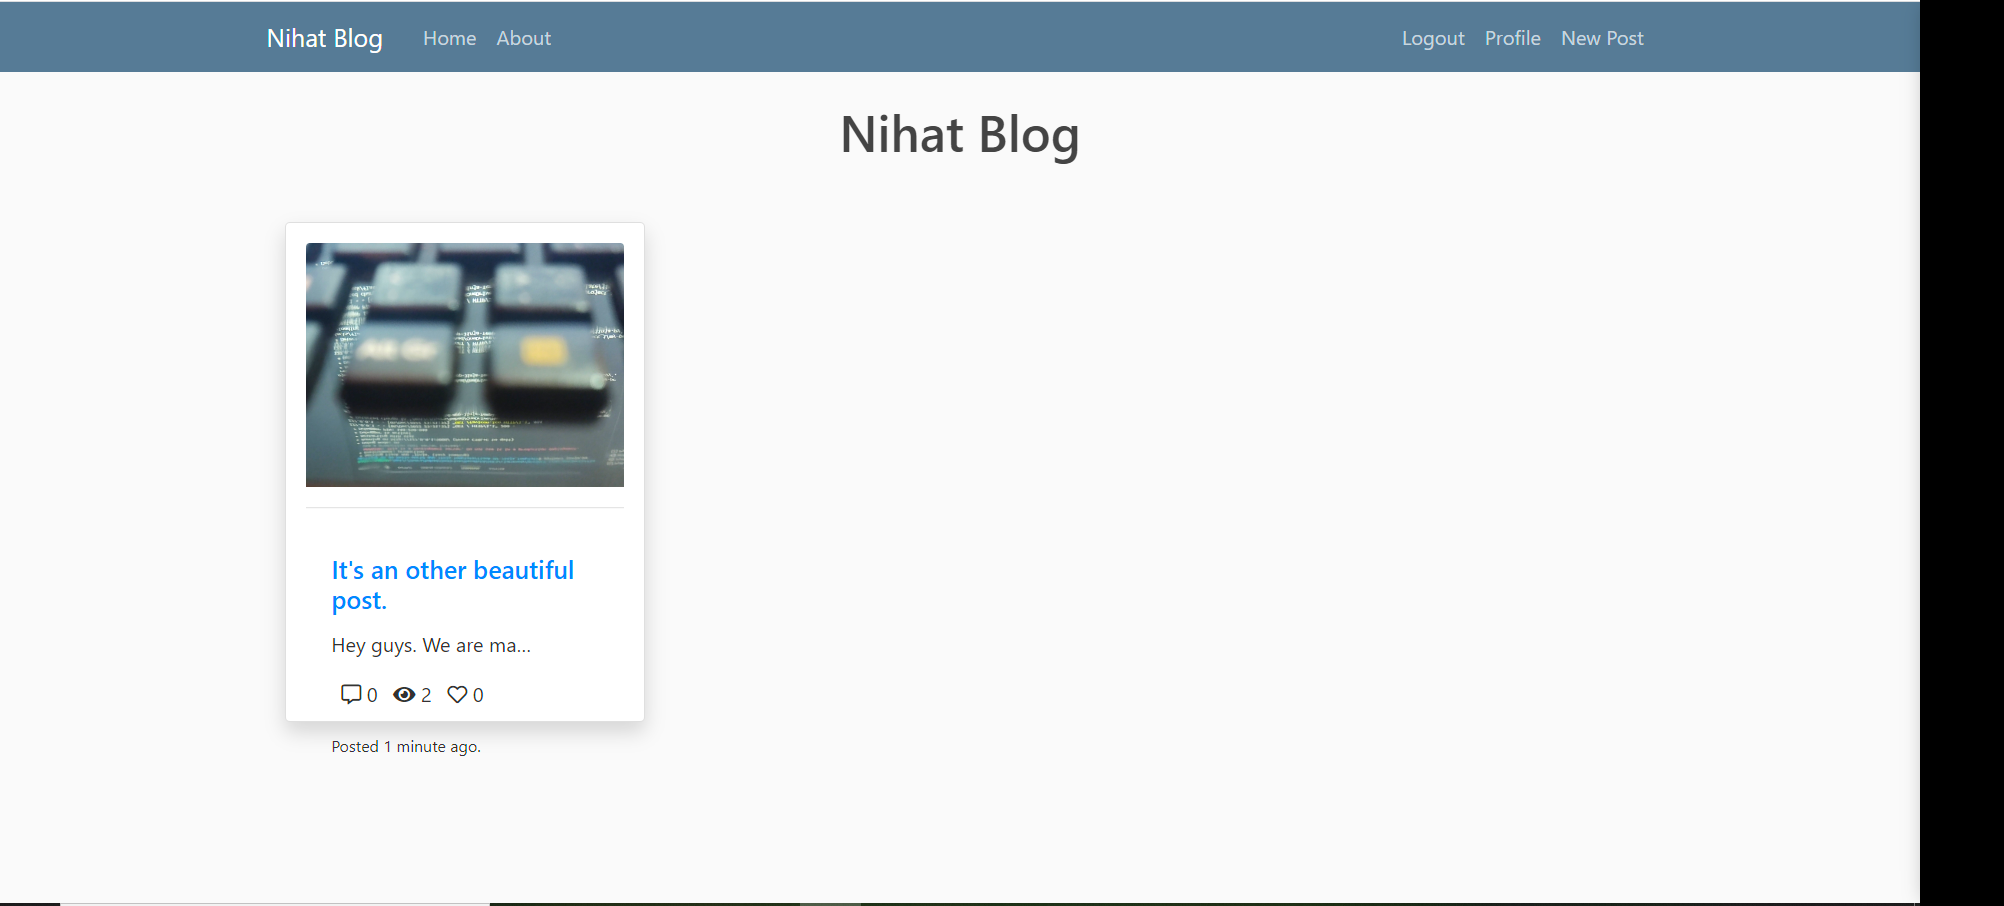 Nihat Blog Home About Logout Profile New Post
Nihat Blog
It's an other beautiful
post.
Hey guys. We are ma...
0 2 0
Posted 1 minute ago.